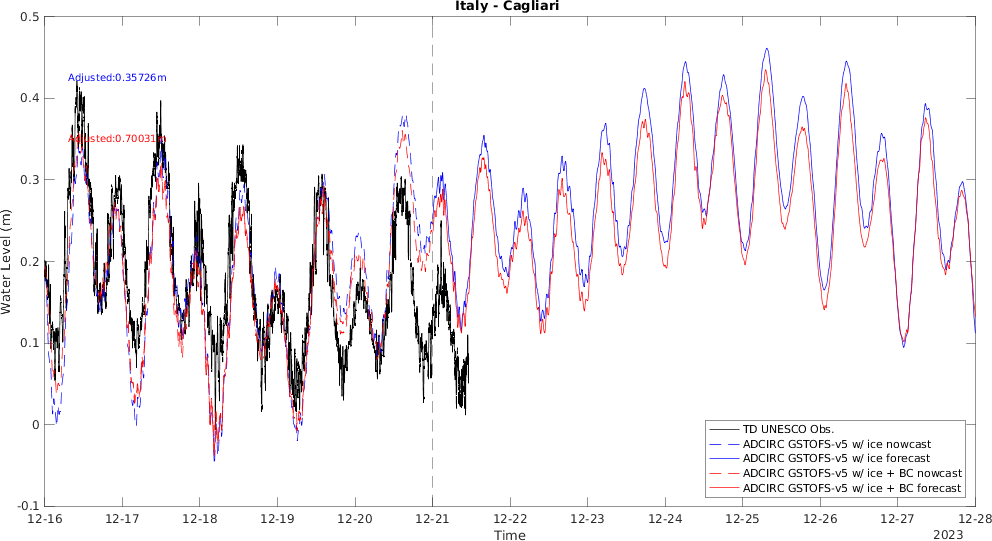 Italy - Cagliari
Water Level (m)
0.5
0.4
0.3
0.2
0.1
0
-0.1
Adjusted:0.35726m
Adjusted:0.70031m
TD UNESCO Obs.
ADCIRC GSTOFS-v5 w/ ice nowcast
ADCIRC GSTOFS-v5 w/ ice forecast
ADCIRC GSTOFS-v5 w/ ice + BC nowcast
ADCIRC GSTOFS-v5 w/ ice + BC forecast
12-16 12-17 12-18 12-19 12-20 12-21 12-22 12-23 12-24 12-25 12-26 12-27 12-28
Time
2023